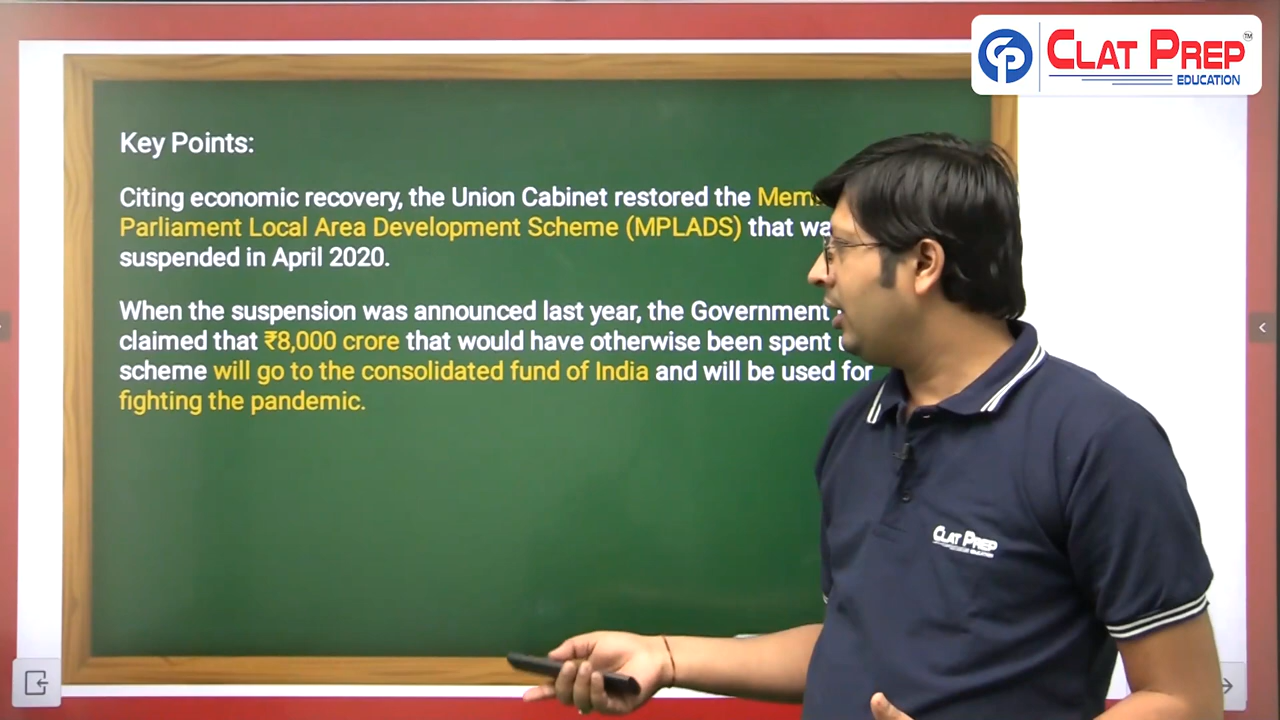 CLAT PREP
TM
EDUCATION
Key Points:
Citing economic recovery, the Union Cabinet restored the
Parliament Local Area Development Scheme (MPLADS) that
suspended in April 2020.
When the suspension was announced last year, the Government
claimed that ₹8,000 crore that would have otherwise been spent
scheme will go to the consolidated fund of India and will be used for
fighting the pandemic.
CLAT PREP
EDUCATION